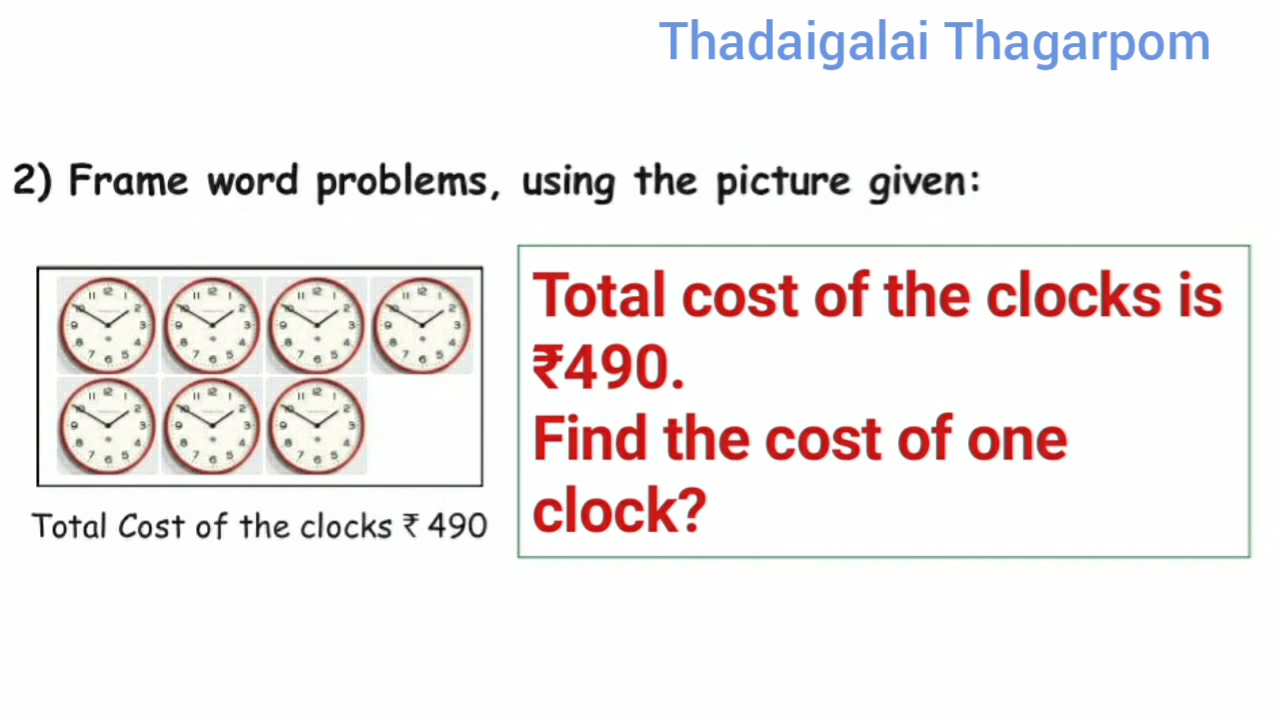 Thadaigalai Thagarpom
2) Frame word problems, using the picture given:
Total cost of the clocks is
₹490.
Find the cost of one
clock?
Total Cost of the clocks ₹ 490